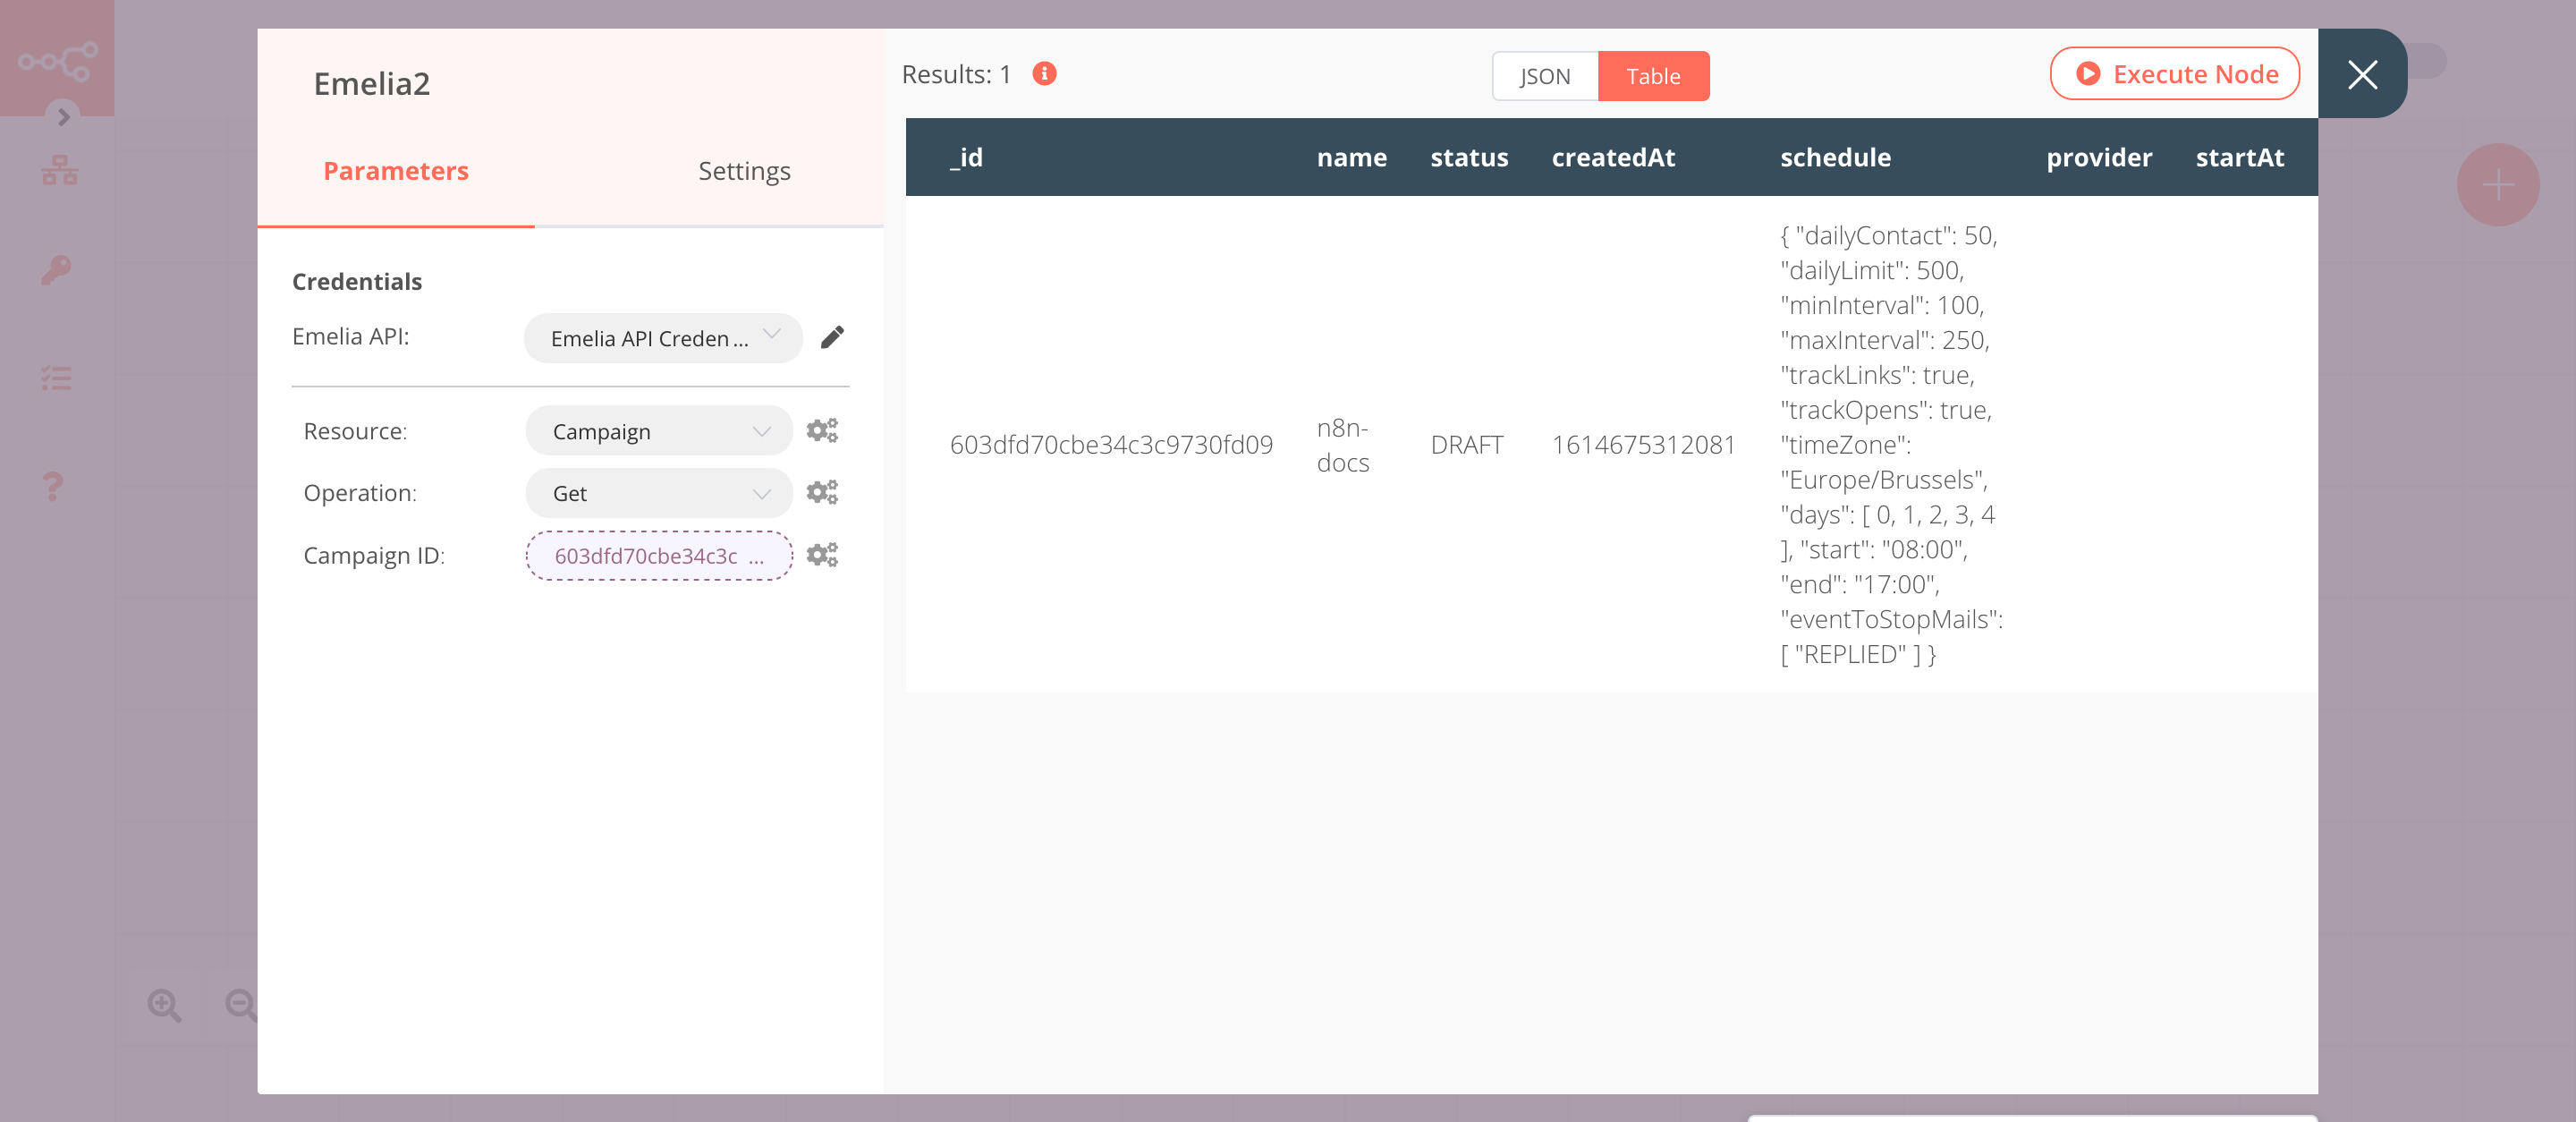 Emelia2
Parameters
Settings
Credentials
Emelia API:
Emelia API Creden ...
Resource:
Campaign
Operation:
Get
Campaign ID:
603dfd70cbe34c3c ...
Results: 1
JSON
Table
Execute Node
_id
name
status
createdAt
schedule
provider
startAt
603dfd70cbe34c3c9730fd09
n8n-
docs
DRAFT
1614675312081
{ "dailyContact": 50,
"dailyLimit": 500,
"minInterval": 100,
"maxInterval": 250,
"trackLinks": true,
"trackOpens": true,
"timeZone":
"Europe/Brussels",
"days": [ 0, 1, 2, 3, 4
], "start": "08:00",
"end": "17:00",
"eventToStopMails":
[ "REPLIED" ] }